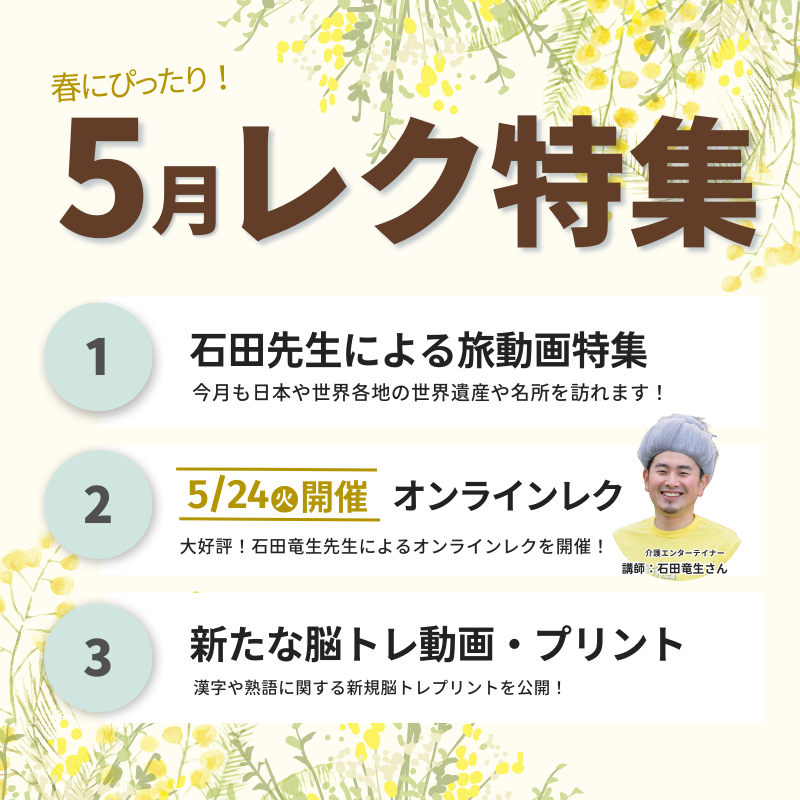 春にぴったり！
5月レク特集
1
石田先生による旅動画特集
今月も日本や世界各地の世界遺産や名所を訪れます！
2
5/24火開催 オンラインレク
大好評！石田竜生先生によるオンラインレクを開催！
介護エンターテイナー
講師：石田竜生さん
3
新たな脳トレ動画・プリント
漢字や熟語に関する新規脳トレプリントを公開！